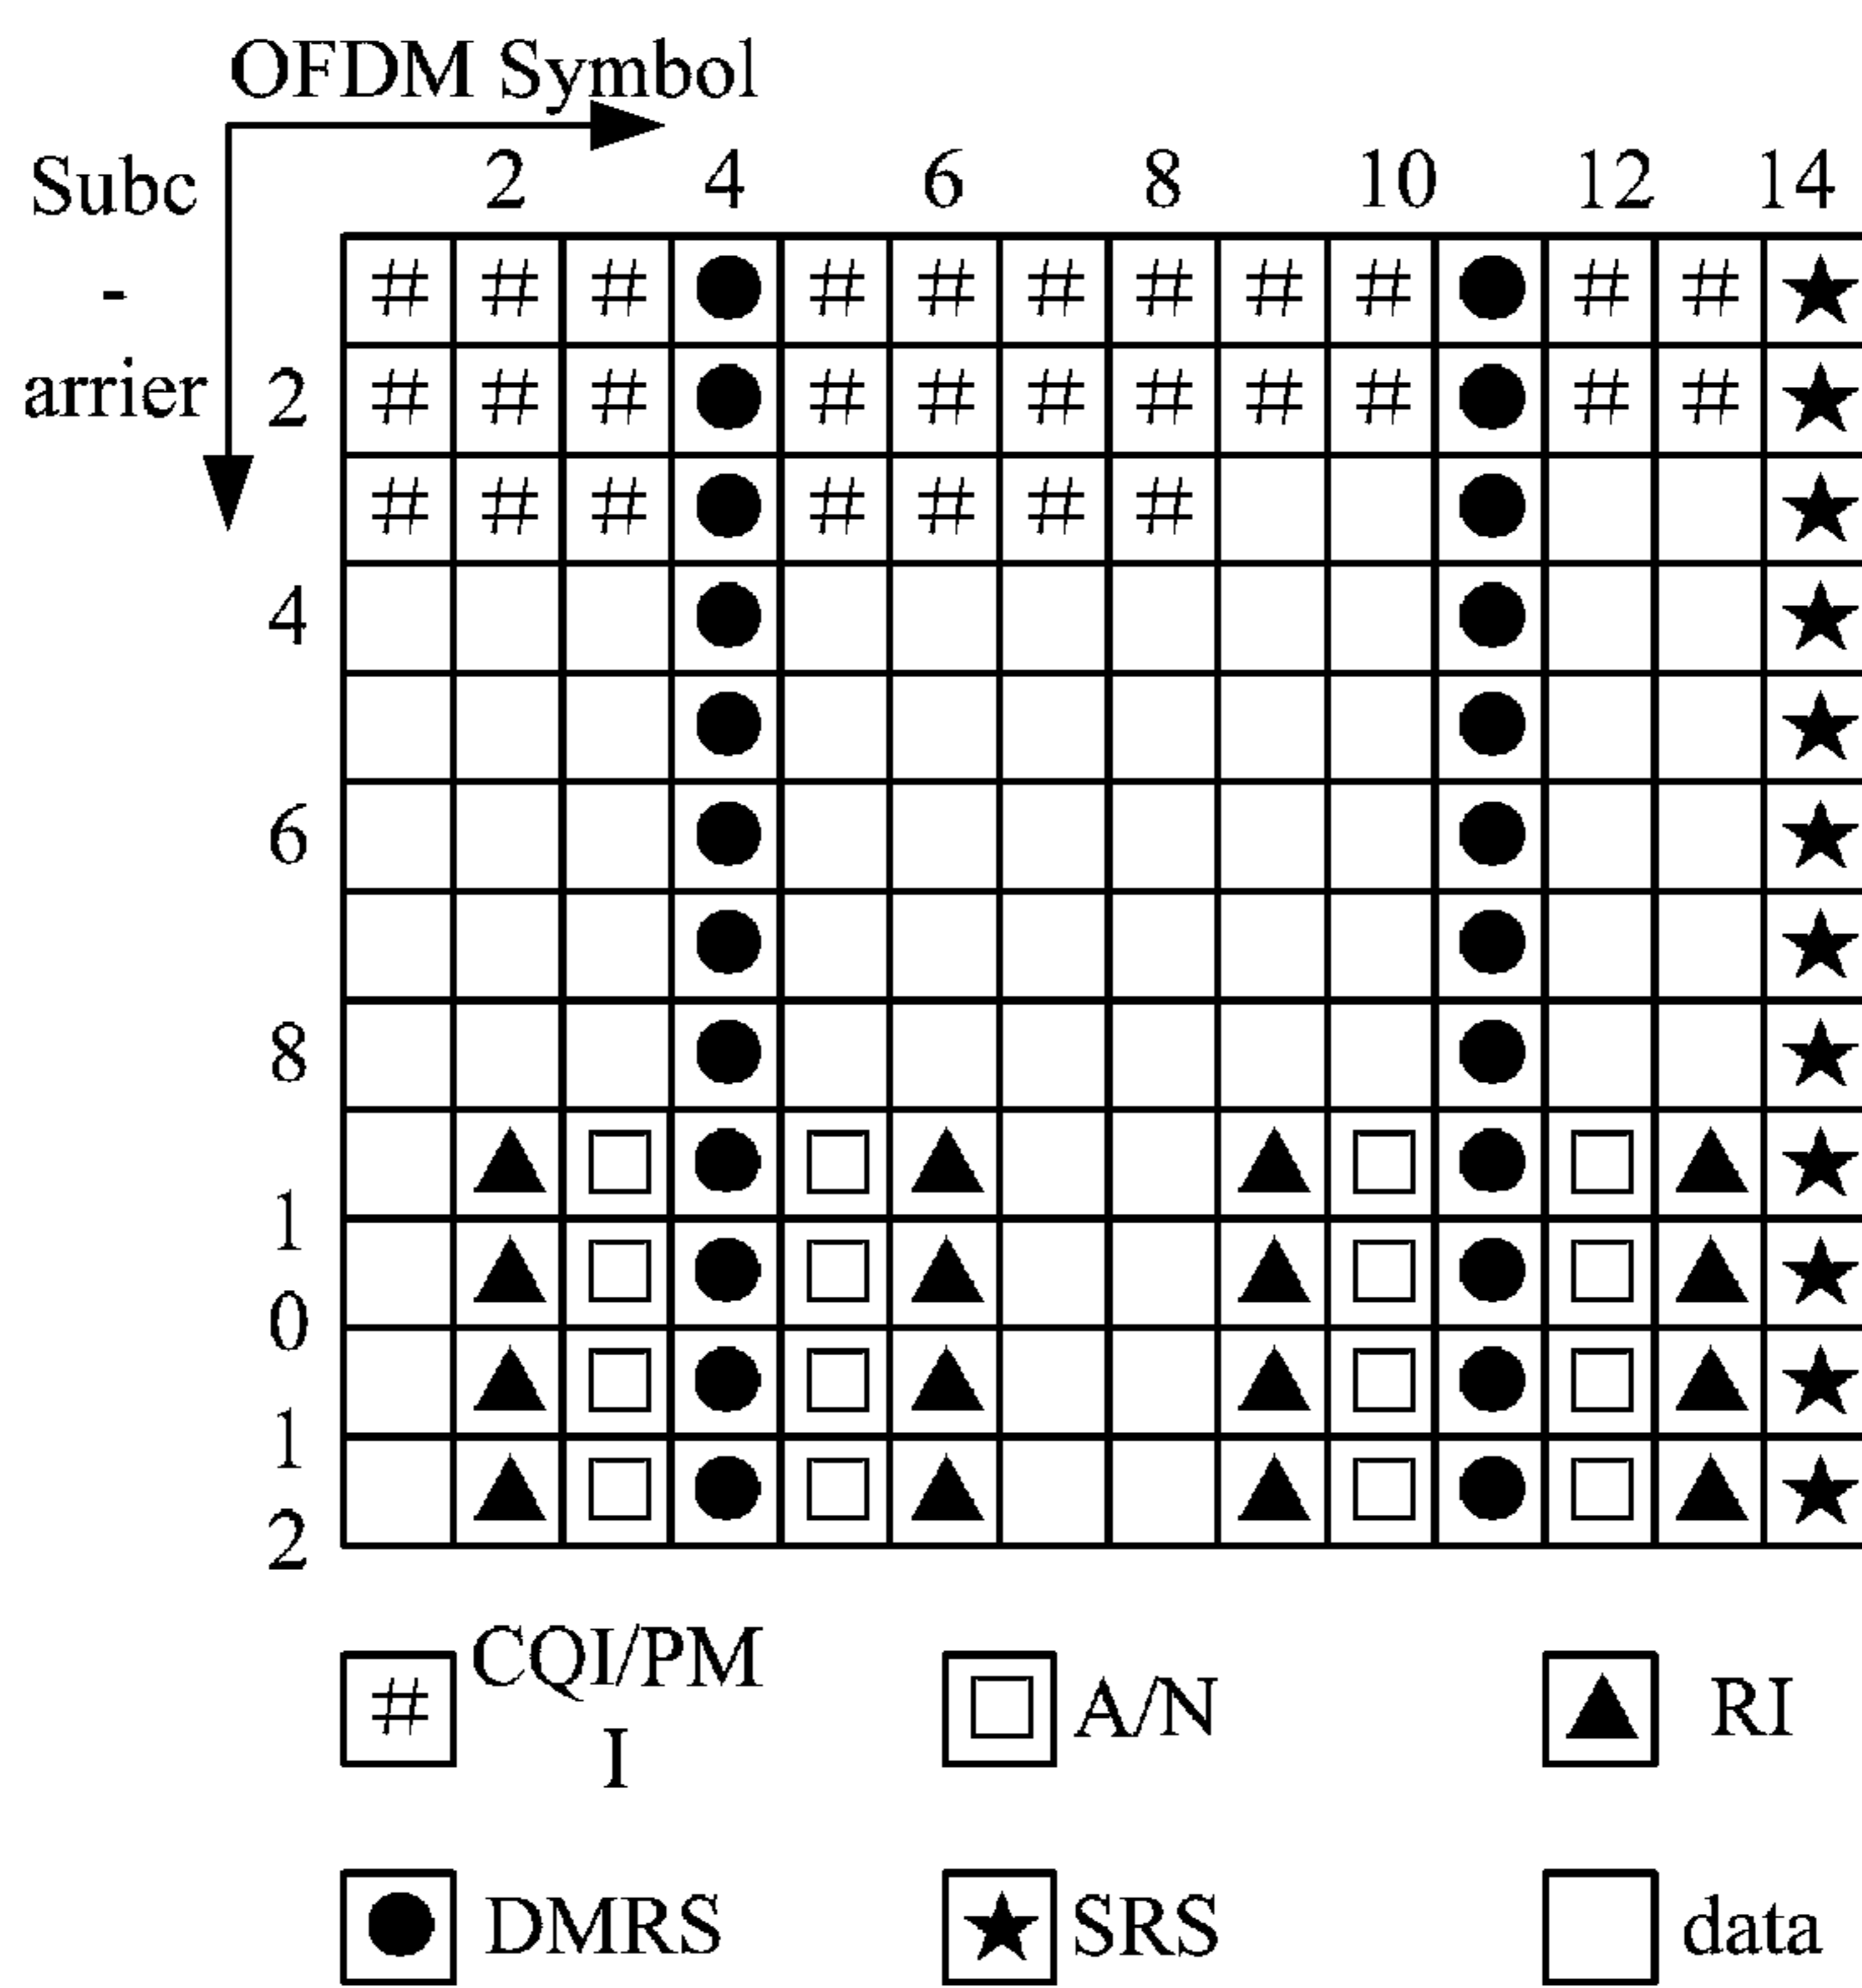 OFDM Symbol
Subc
-
arrier
2 4 6 8 10 12 14
# # # # # # # # # # #
2 # # # # # # # # # # #
# # # # # # #
4
6
8
1
0
1
2
# CQI/PM
I
A/N
RI
DMRS
SRS
data